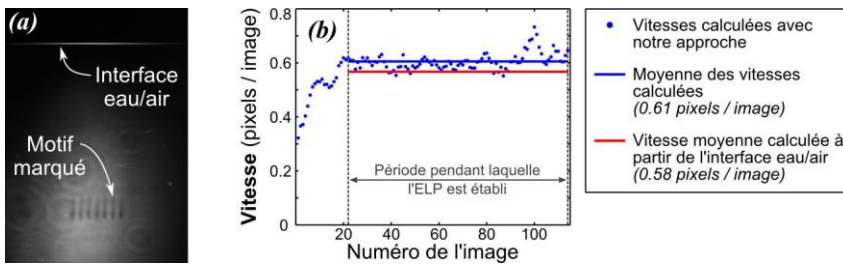 (a)
Interface
eau/air
Motif
marqué
(b)
Vitesse (pixels / image)
0.8
0.6
0.4
0.2
0
Période pendant laquelle
l'ELP est établi
20
40
60
80
100
Numéro de l'image
Vitesses calculées avec
notre approche
Moyenne des vitesses
calculées
(0.61 pixels / image)
Vitesse moyenne calculée à
partir de l'interface eau/air
(0.58 pixels / image)